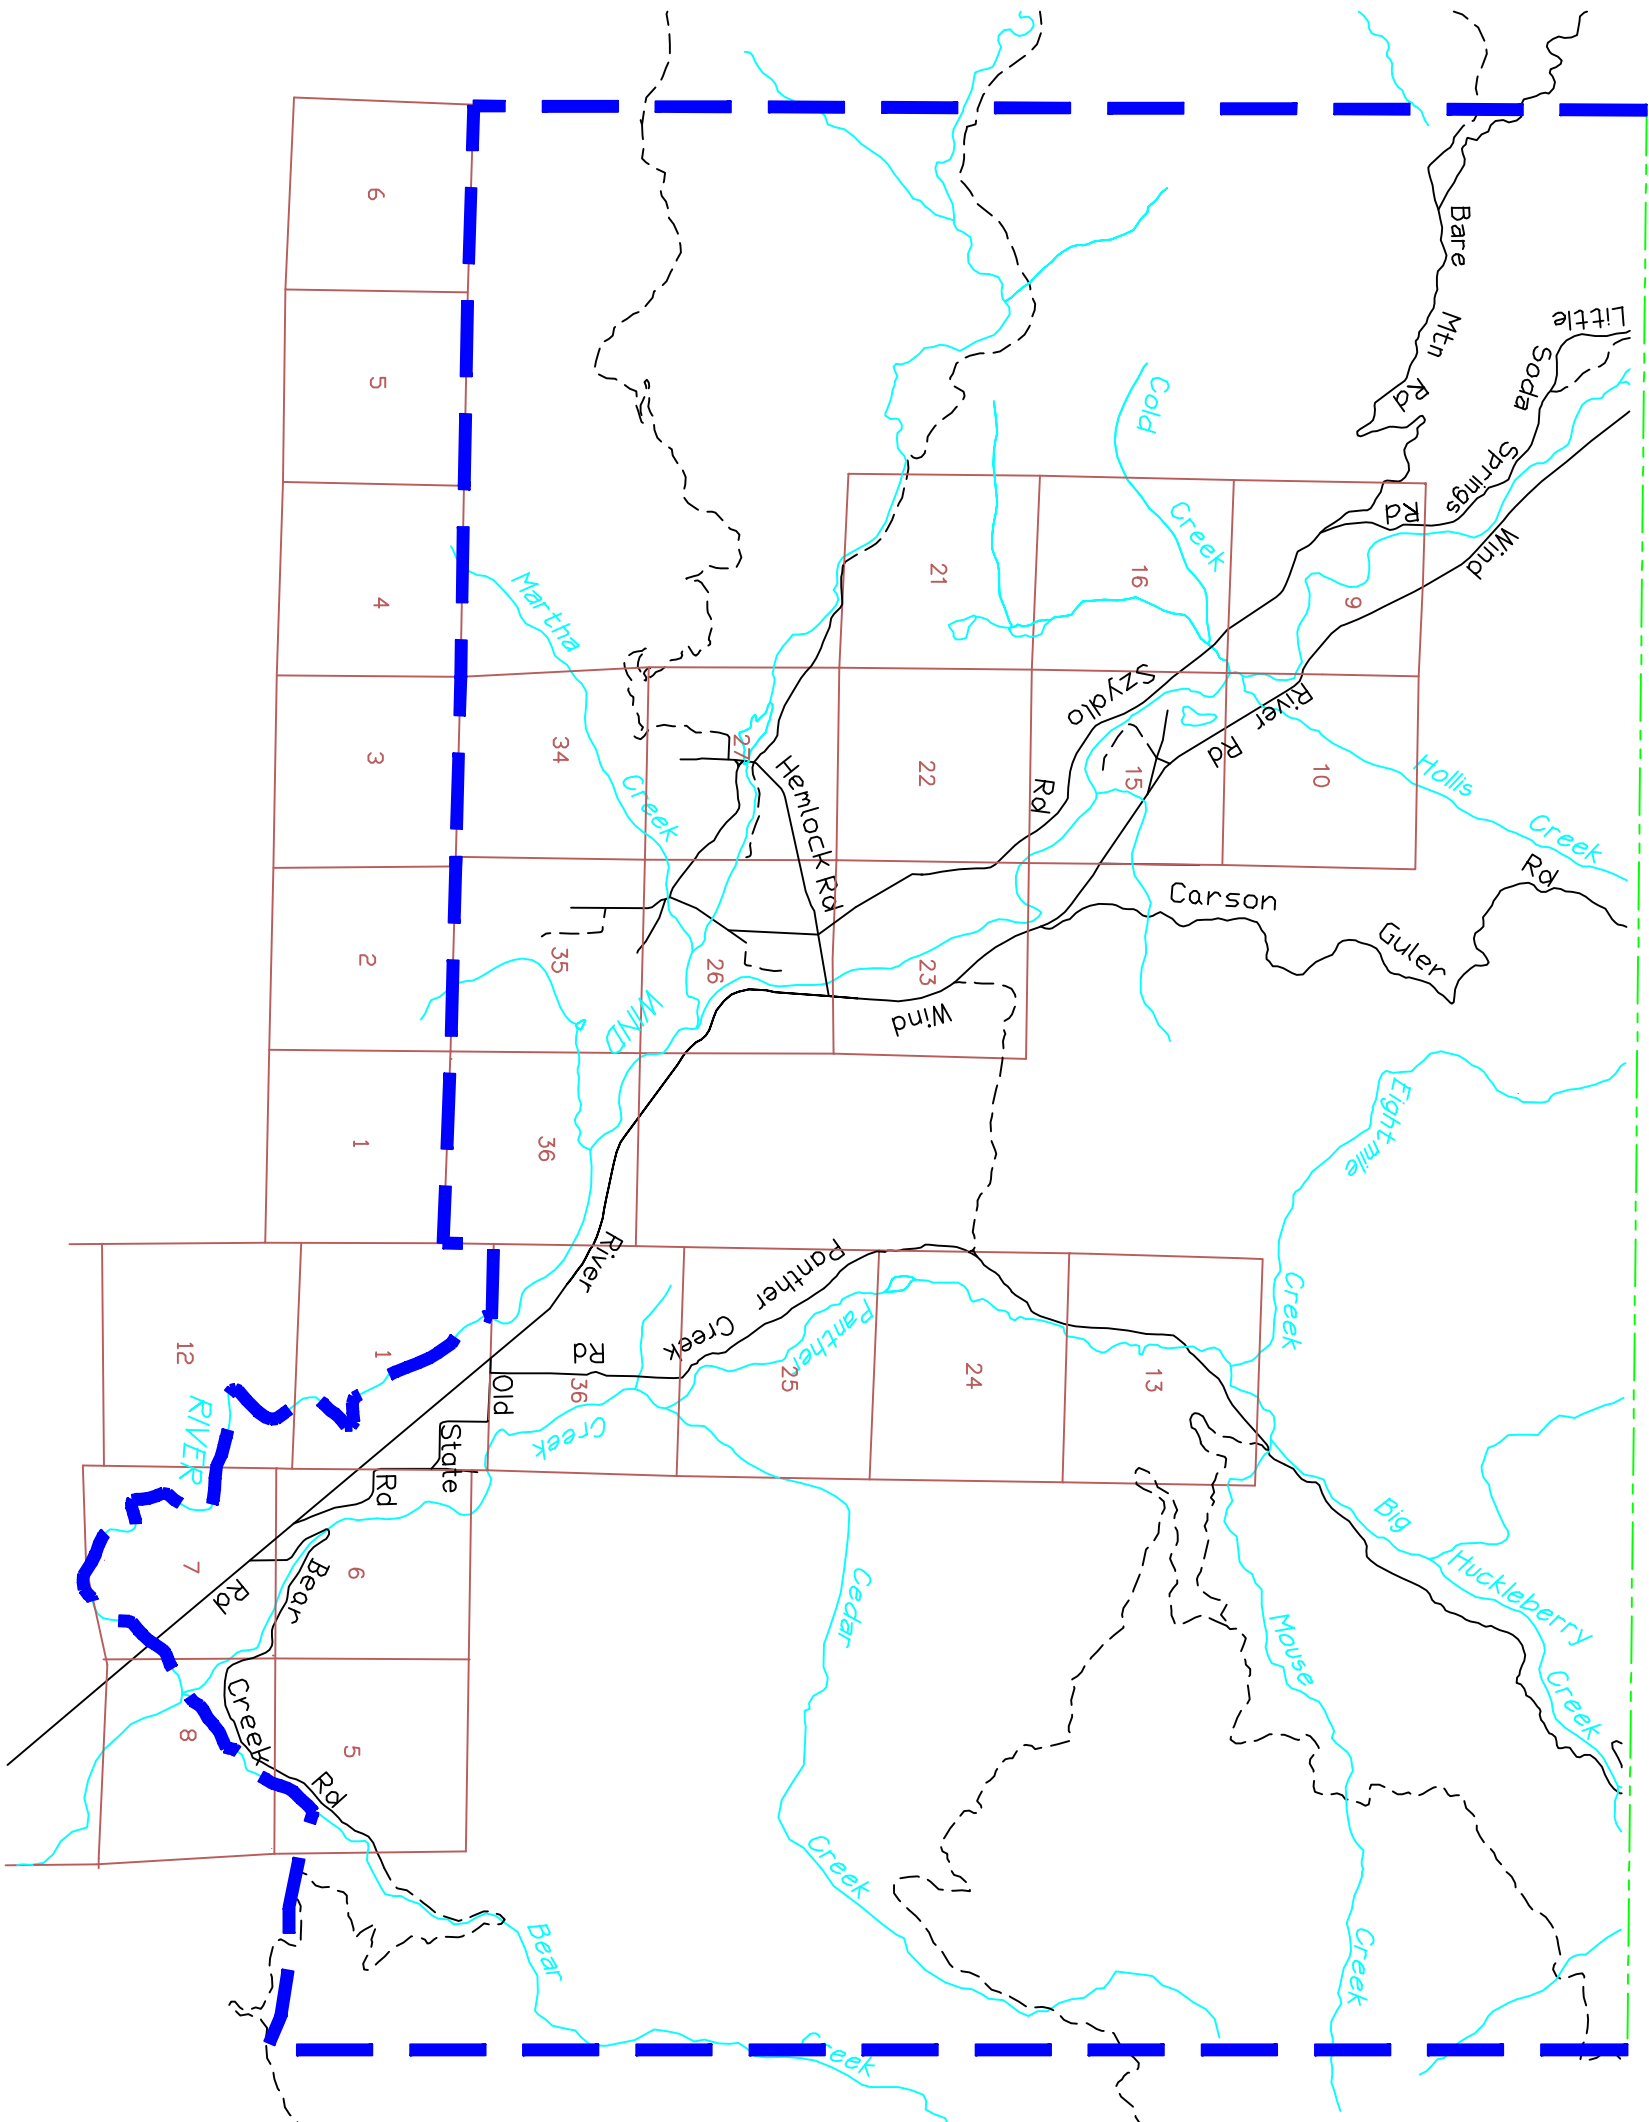 6
5
4
3
2
1
Bare
Mtn
Rd
Little
Soda
Springs
Rd
Wind
River
Rd
Cold
Creek
21
16
9
Martha
Creek
34
27
22
15
10
Szydlo
Rd
Hemlock Rd
Hollis
Creek
Carson
Guler
Rd
35
26
23
Wind
WIND
36
River
Eightmile
Creek
Panther
Creek
Rd
Panther
Creek
12
1
36
25
24
13
RIVER
Old
State
Rd
Big
Huckleberry
Creek
7
6
Rd
Bear
Creek
Rd
8
5
Cedar
Creek
Mouse
Creek
Bear
Creek